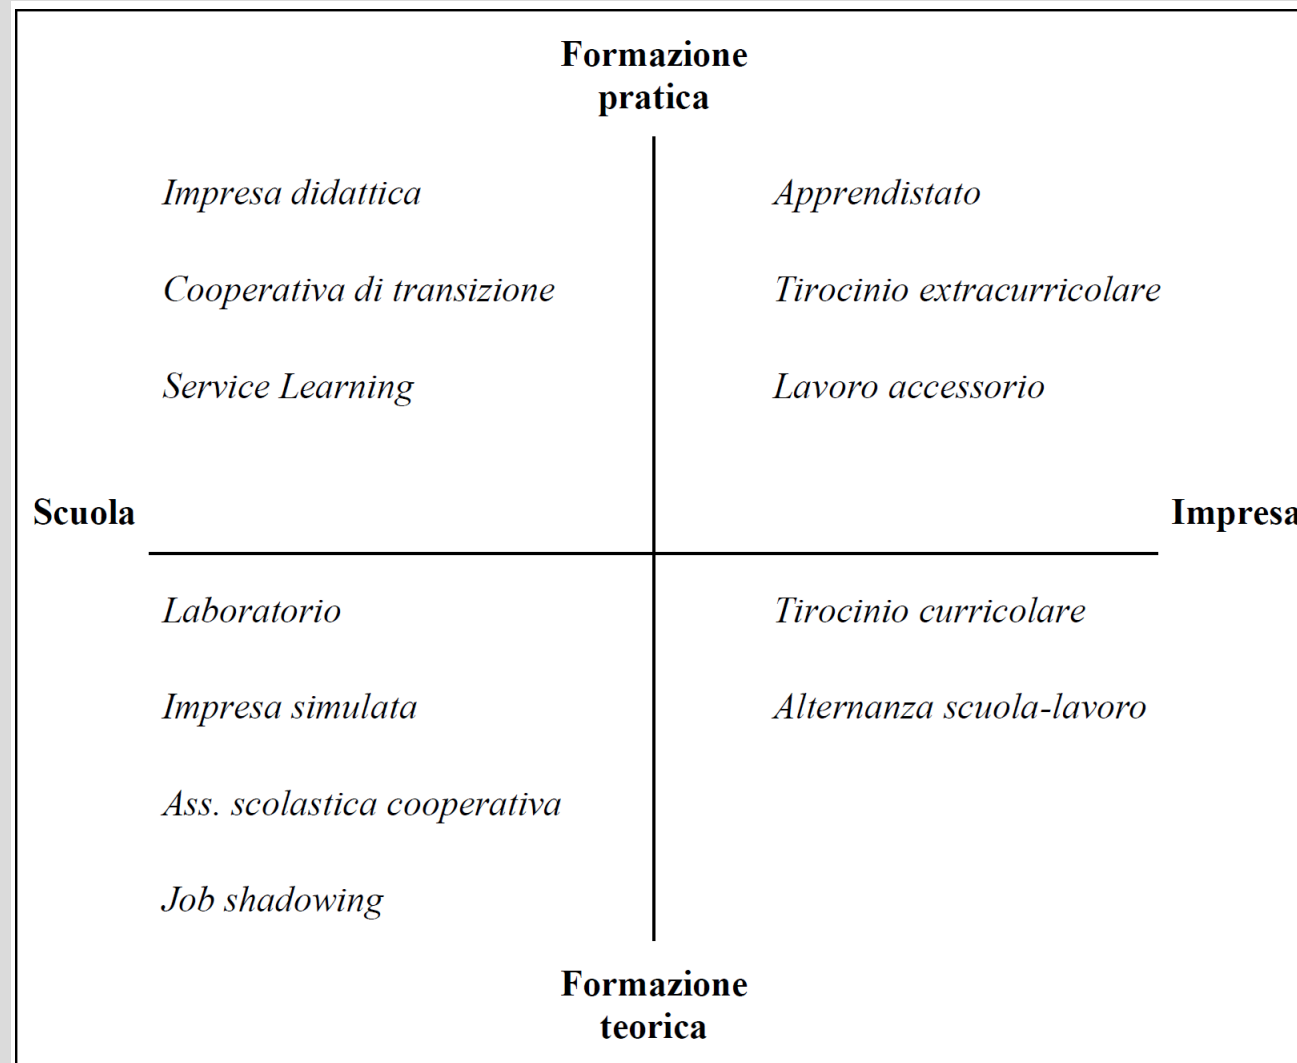 Formazione
pratica
Impresa didattica
Apprendistato
Cooperativa di transizione
Tirocinio extracurricolare
Service Learning
Lavoro accessorio
Scuola
Impresa
Laboratorio
Tirocinio curricolare
Impresa simulata
Alternanza scuola-lavoro
Ass. scolastica cooperativa
Job shadowing
Formazione
teorica